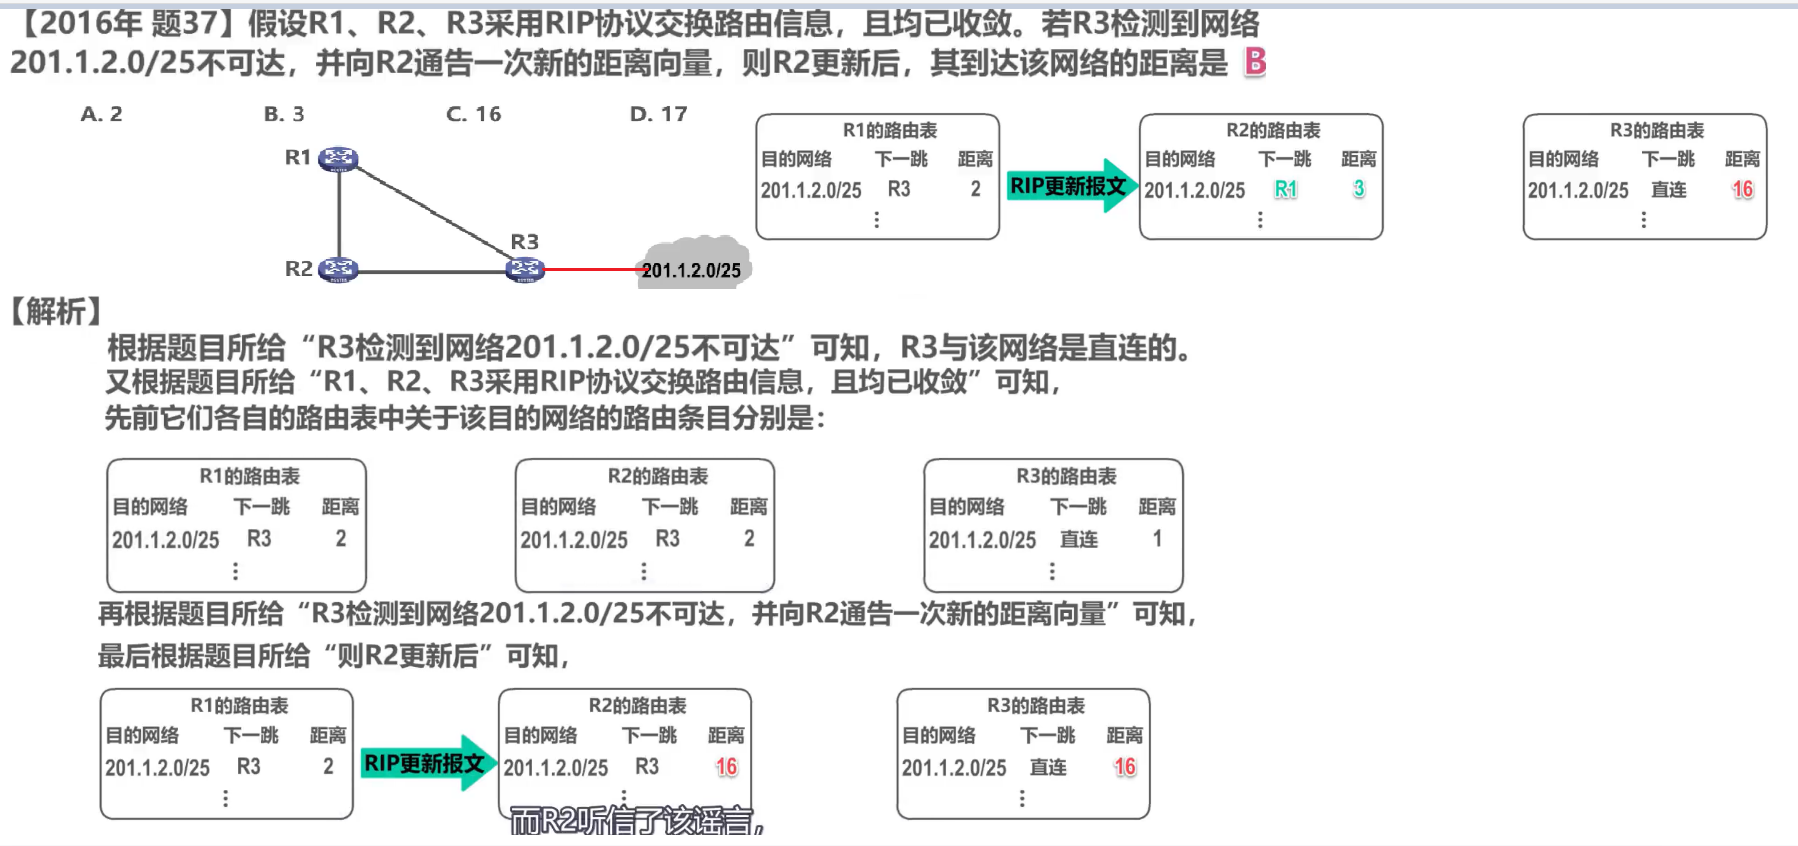 【2016年 题37】假设R1、R2、R3采用RIP协议交换路由信息，且均已收敛。若R3检测到网络
201.1.2.0/25不可达，并向R2通告一次新的距离向量，则R2更新后，其到达该网络的距离是 B
A. 2 B. 3 C. 16 D. 17
R1
R2
R3
201.1.2.0/25
R1的路由表
目的网络 下一跳 距离
201.1.2.0/25 R3 2
⋮
RIP更新报文
R2的路由表
目的网络 下一跳 距离
201.1.2.0/25 R1 3
⋮
R3的路由表
目的网络 下一跳 距离
201.1.2.0/25 直连 16
⋮
【解析】
根据题目所给“R3检测到网络201.1.2.0/25不可达”可知，R3与该网络是直连的。
又根据题目所给“R1、R2、R3采用RIP协议交换路由信息，且均已收敛”可知，
先前它们各自的路由表中关于该目的网络的路由条目分别是：
R1的路由表
目的网络 下一跳 距离
201.1.2.0/25 R3 2
⋮
R2的路由表
目的网络 下一跳 距离
201.1.2.0/25 R3 2
⋮
R3的路由表
目的网络 下一跳 距离
201.1.2.0/25 直连 1
⋮
再根据题目所给“R3检测到网络201.1.2.0/25不可达，并向R2通告一次新的距离向量”可知，
最后根据题目所给“则R2更新后”可知，
R1的路由表
目的网络 下一跳 距离
201.1.2.0/25 R3 2
⋮
RIP更新报文
R2的路由表
目的网络 下一跳 距离
201.1.2.0/25 R3 16
⋮
R3的路由表
目的网络 下一跳 距离
201.1.2.0/25 直连 16
⋮
而R2听信了该谣言，